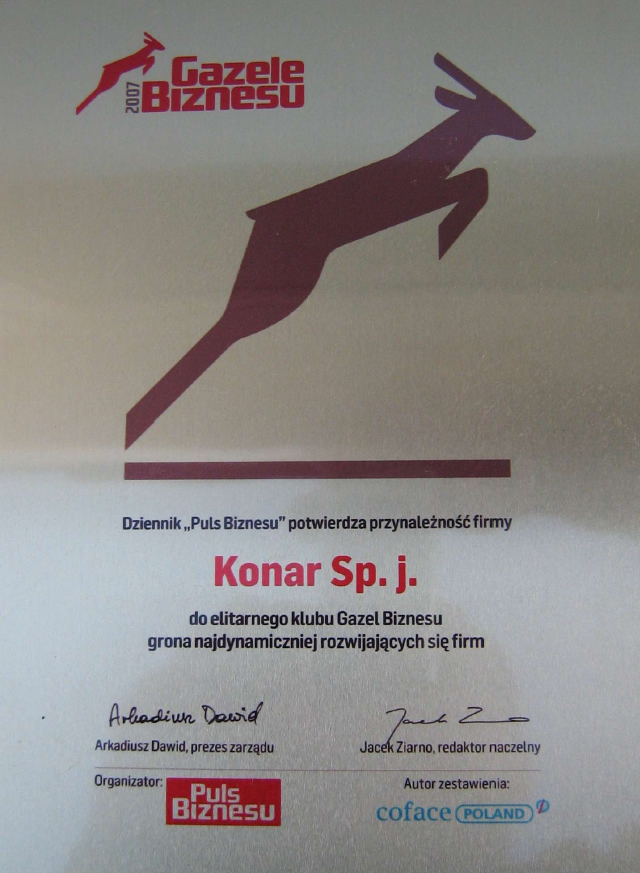 2007 Gazele
Biznesu
Dziennik „Puls Biznesu” potwierdza przynależność firmy
Konar Sp. j.
do elitarnego klubu Gazel Biznesu
grona najdynamiczniej rozwijających się firm
Arkadiusz Dawid
Jacek Z
Arkadiusz Dawid, prezes zarządu
Jacek Ziarno, redaktor naczelny
Organizator:
Puls
Biznesu
Autor zestawienia:
coface POLAND